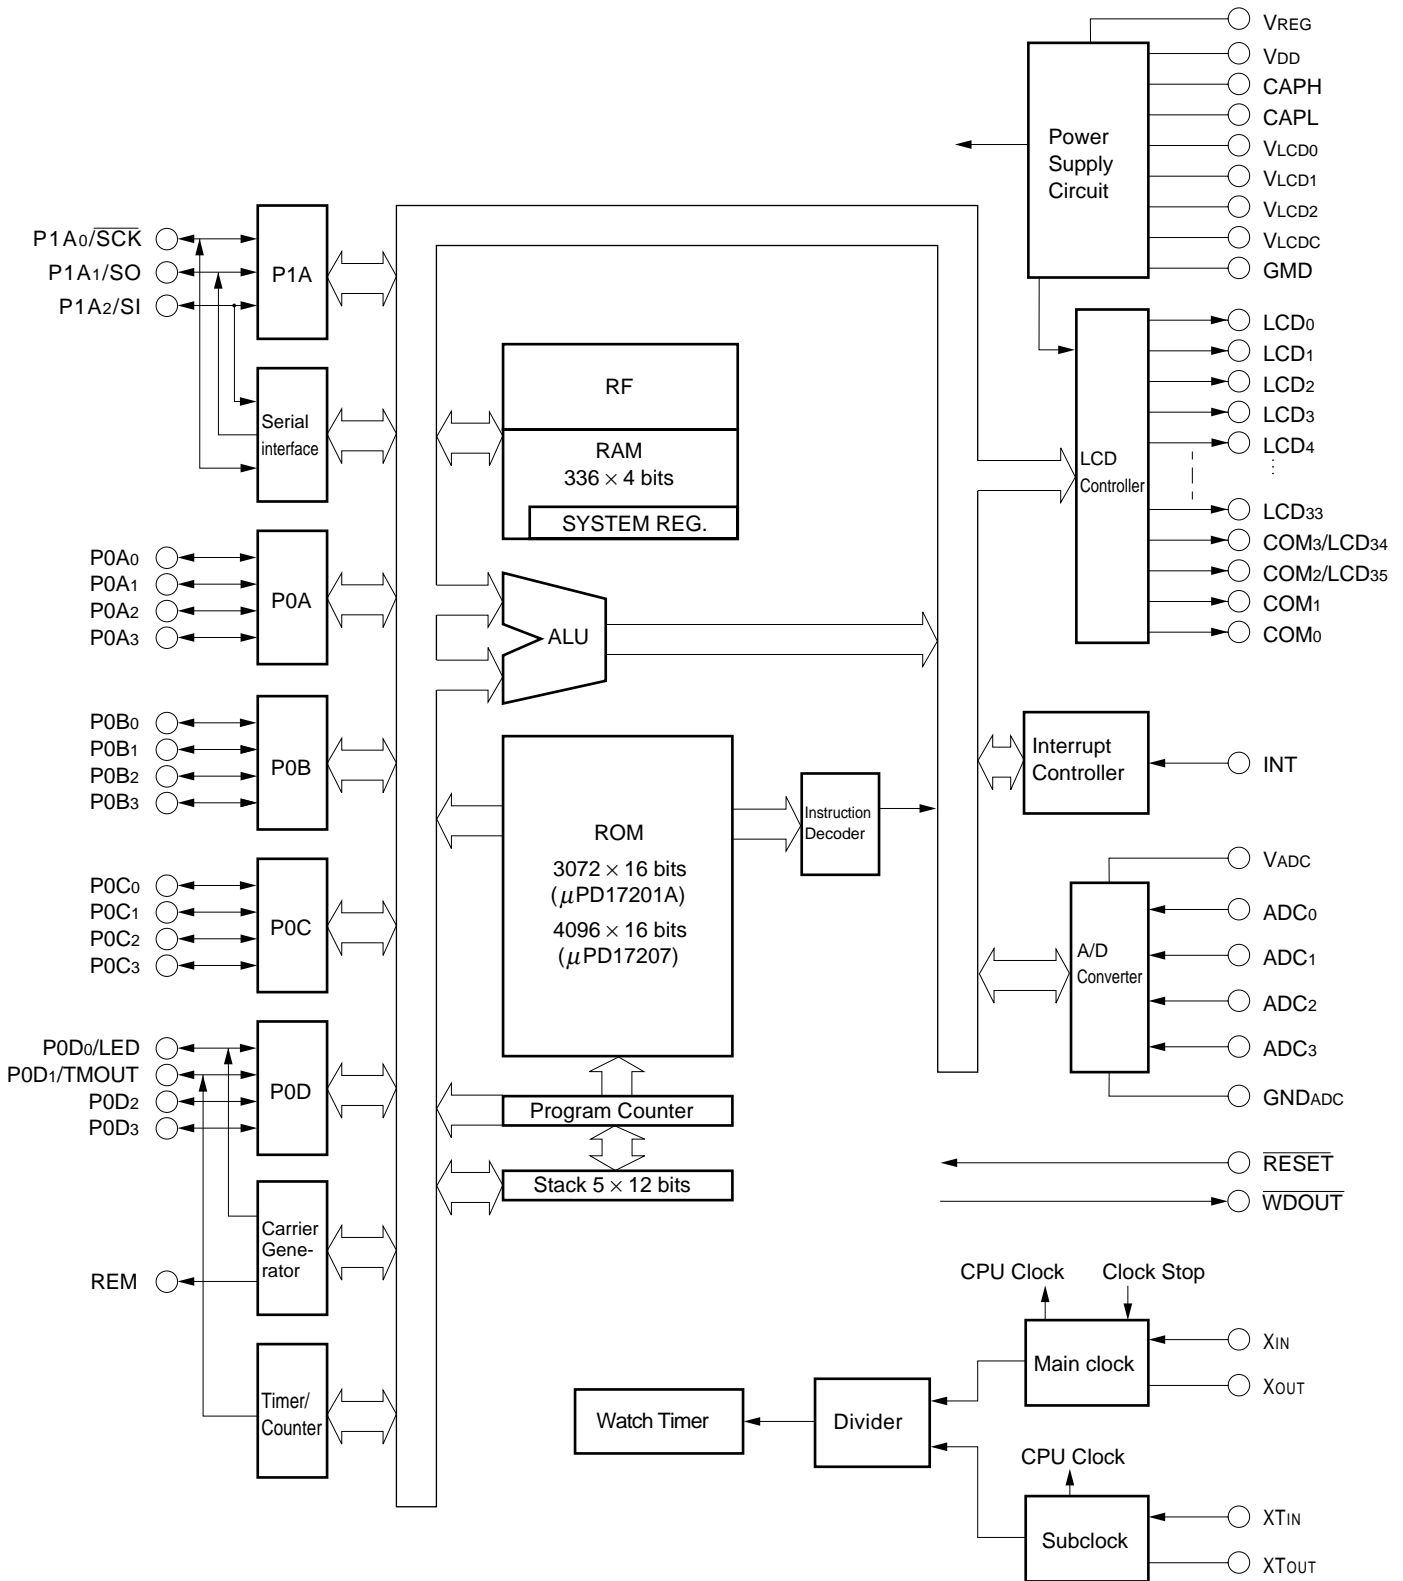 VREG
VDD
CAPH
CAPL
VLCD0
VLCD1
VLCD2
VLCDC
GMD
Power
Supply
Circuit
P1A0/S̅C̅K̅
P1A1/SO
P1A2/SI
P1A
Serial
interface
RF
RAM
336 × 4 bits
SYSTEM REG.
LCD
Controller
LCD0
LCD1
LCD2
LCD3
LCD4
LCD33
COM3/LCD34
COM2/LCD35
COM1
COM0
P0A0
P0A1
P0A2
P0A3
P0A
ALU
P0B0
P0B1
P0B2
P0B3
P0B
ROM
3072 × 16 bits
(μPD17201A)
4096 × 16 bits
(μPD17207)
Instruction
Decoder
Interrupt
Controller
INT
P0C0
P0C1
P0C2
P0C3
P0C
A/D
Converter
VADC
ADC0
ADC1
ADC2
ADC3
GNDADC
P0D0/LED
P0D1/TMOUT
P0D2
P0D3
P0D
Program Counter
Stack 5 × 12 bits
R̅E̅S̅E̅T̅
W̅D̅O̅U̅T̅
Carrier
Gene-
rator
REM
Timer/
Counter
CPU Clock
Clock Stop
Main clock
XIN
XOUT
Watch Timer
Divider
CPU Clock
Subclock
XTIN
XTOUT